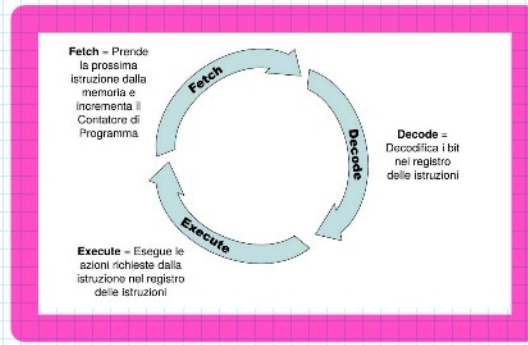 Fetch – Prende
la prossima
istruzione dalla
memoria e
incrementa il
Contatore di
Programma
Fetch
Decode
Decode =
Decodifica i bit
nel registro
delle istruzioni
Execute
Execute – Esegue le
azioni richieste dalla
istruzione nel registro
delle istruzioni